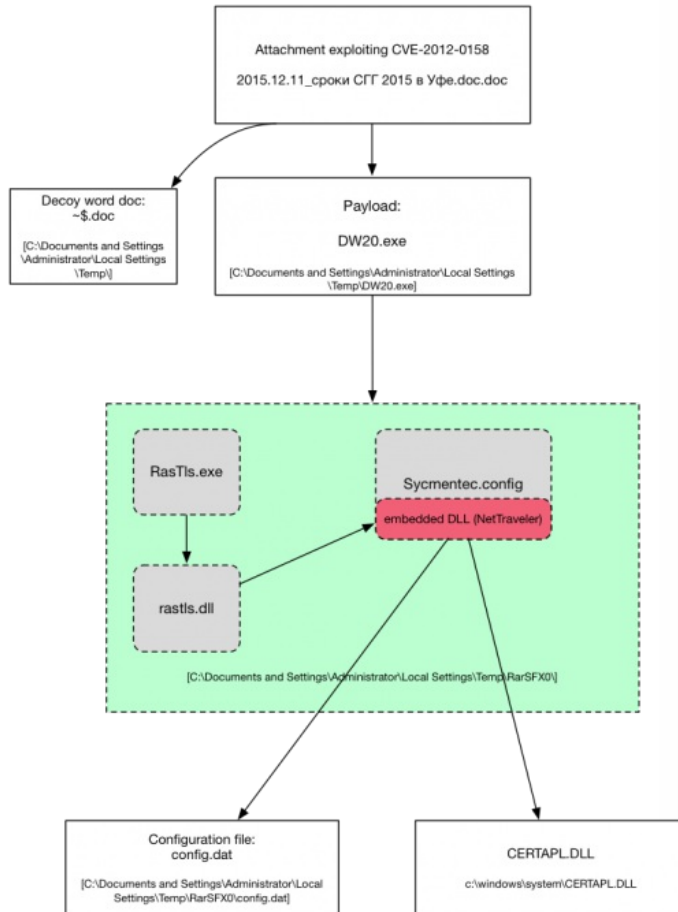 Attachment exploiting CVE-2012-0158
2015.12.11_сроки СГГ 2015 в Уфе.doc.doc
Decoy word doc:
~$.doc
[C:\Documents and Settings
\Administrator\Local Settings
\Temp\]
Payload:
DW20.exe
[C:\Documents and Settings\Administrator\Local Settings
\Temp\DW20.exe]
RasTls.exe
Sycmentec.config
embedded DLL (NetTraveler)
rastls.dll
[C:\Documents and Settings\Administrator\Local Settings\Temp\RarSFX0\]
Configuration file:
config.dat
[C:\Documents and Settings\Administrator\Local
Settings\Temp\RarSFX0\config.dat]
CERTAPL.DLL
c:\windows\system\CERTAPL.DLL